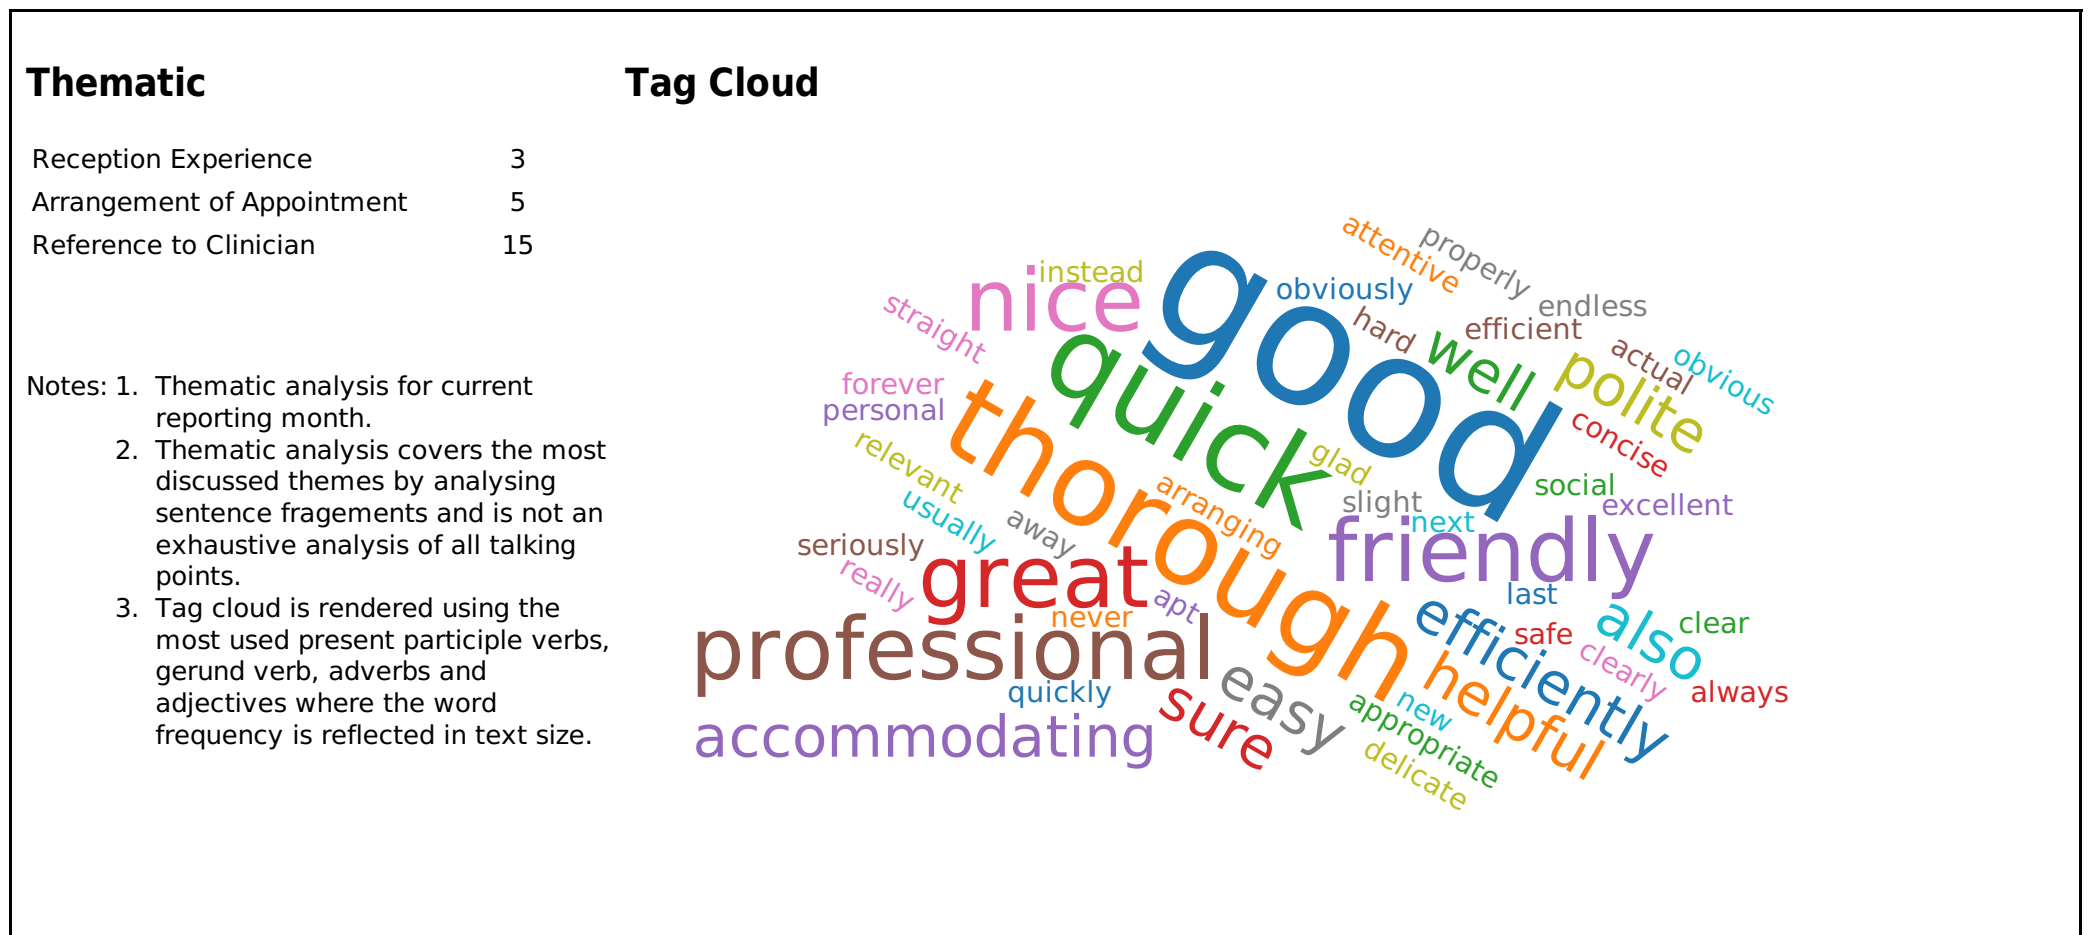 Thematic
Tag Cloud
Reception Experience 3
Arrangement of Appointment 5
Reference to Clinician 15
Notes: 1. Thematic analysis for current
reporting month.
2. Thematic analysis covers the most
discussed themes by analysing
sentence fragements and is not an
exhaustive analysis of all talking
points.
3. Tag cloud is rendered using the
most used present participle verbs,
gerund verb, adverbs and
adjectives where the word
frequency is reflected in text size.
attentive
properly
instead
nice
good
obviously
endless
straight
hard
efficient
well
actual
obvious
quick
polite
forever
personal
thorough
concise
relevant
glad
arranging
social
usually
slight
excellent
away
next
seriously
friendly
great
really
apt
last
never
efficiently
also
clear
safe
professional
clearly
easy
helpful
quickly
sure
always
new
appropriate
accommodating
delicate